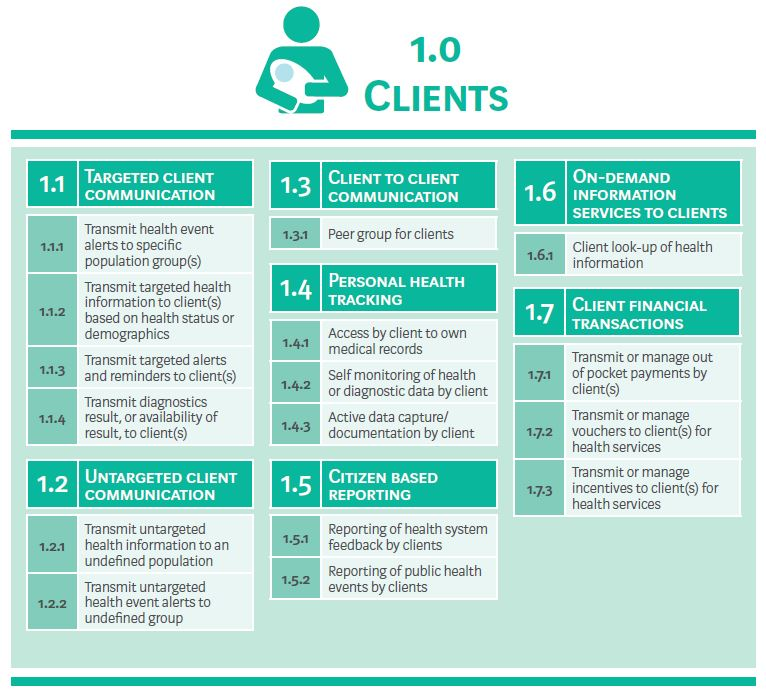 1.0
CLIENTS
1.1
TARGETED CLIENT
COMMUNICATION
1.1.1
Transmit health event
alerts to specific
population group(s)
1.1.2
Transmit targeted health
information to client(s)
based on health status or
demographics
1.1.3
Transmit targeted alerts
and reminders to client(s)
1.1.4
Transmit diagnostics
result, or availability of
result, to client(s)
1.2
UNTARGETED CLIENT
COMMUNICATION
1.2.1
Transmit untargeted
health information to an
undefined population
1.2.2
Transmit untargeted
health event alerts to
undefined group
1.3
CLIENT TO CLIENT
COMMUNICATION
1.3.1
Peer group for clients
1.4
PERSONAL HEALTH
TRACKING
1.4.1
Access by client to own
medical records
1.4.2
Self monitoring of health
or diagnostic data by client
1.4.3
Active data capture/
documentation by client
1.5
CITIZEN BASED
REPORTING
1.5.1
Reporting of health system
feedback by clients
1.5.2
Reporting of public health
events by clients
1.6
ON-DEMAND
INFORMATION
SERVICES TO CLIENTS
1.6.1
Client look-up of health
information
1.7
CLIENT FINANCIAL
TRANSACTIONS
1.7.1
Transmit or manage out
of pocket payments by
client(s)
1.7.2
Transmit or manage
vouchers to client(s) for
health services
1.7.3
Transmit or manage
incentives to client(s) for
health services